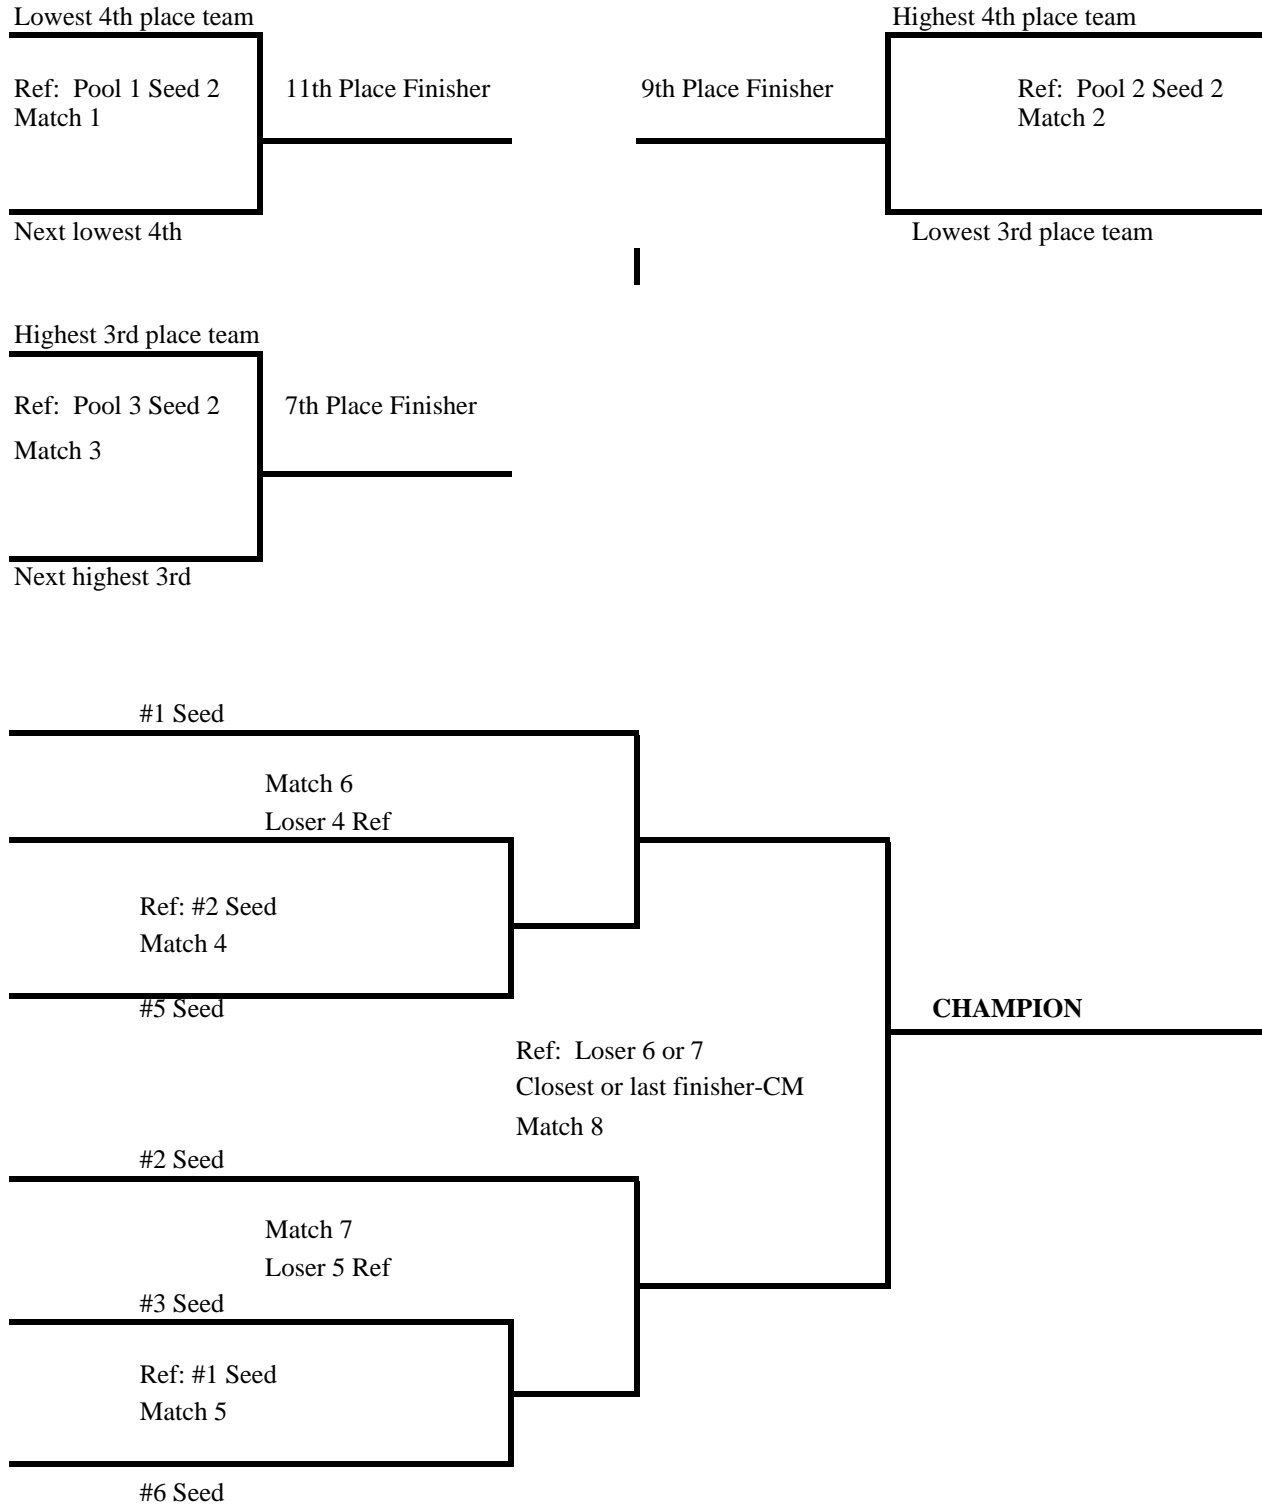 Lowest 4th place team
Highest 4th place team
Ref:  Pool 1 Seed 2
Match 1
11th Place Finisher
9th Place Finisher
Ref:  Pool 2 Seed 2
Match 2
Next lowest 4th
Lowest 3rd place team
Highest 3rd place team
Ref:  Pool 3 Seed 2
7th Place Finisher
Match 3
Next highest 3rd
#1 Seed
Match 6
Loser 4 Ref
Ref: #2 Seed
Match 4
#5 Seed
CHAMPION
Ref:  Loser 6 or 7
Closest or last finisher-CM
Match 8
#2 Seed
Match 7
Loser 5 Ref
#3 Seed
Ref: #1 Seed
Match 5
#6 Seed